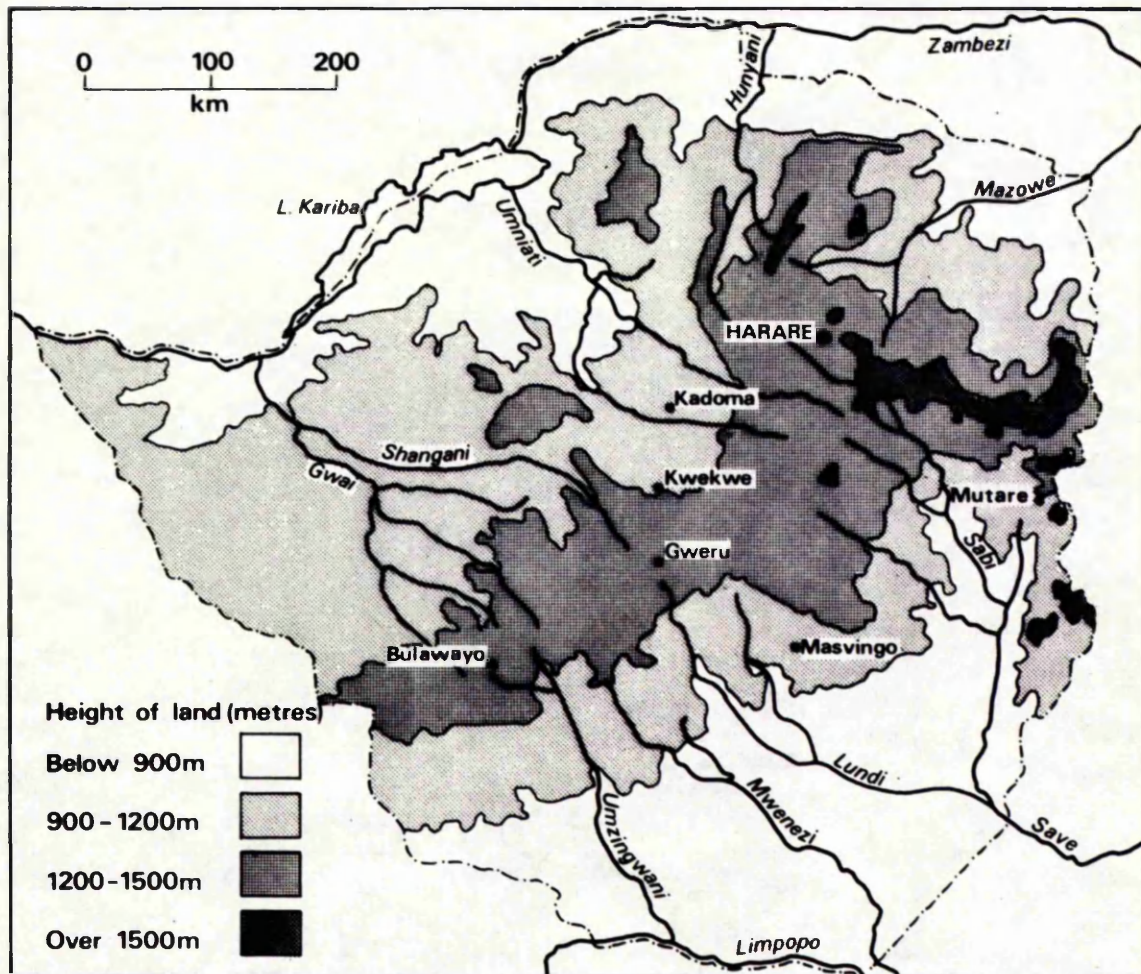 0 100 200
km
Zambezi
Hunyani
L. Kariba
Umniati
Mazowe
HARARE
Kadoma
Shangani
Gwai
Kwekwe
Mutare
Sabi
Gweru
Bulawayo
Masvingo
Height of land (metres)
Below 900m
900-1200m
1200-1500m
Over 1500m
Lundi
Mwenezi
Save
Umzingwani
Limpopo